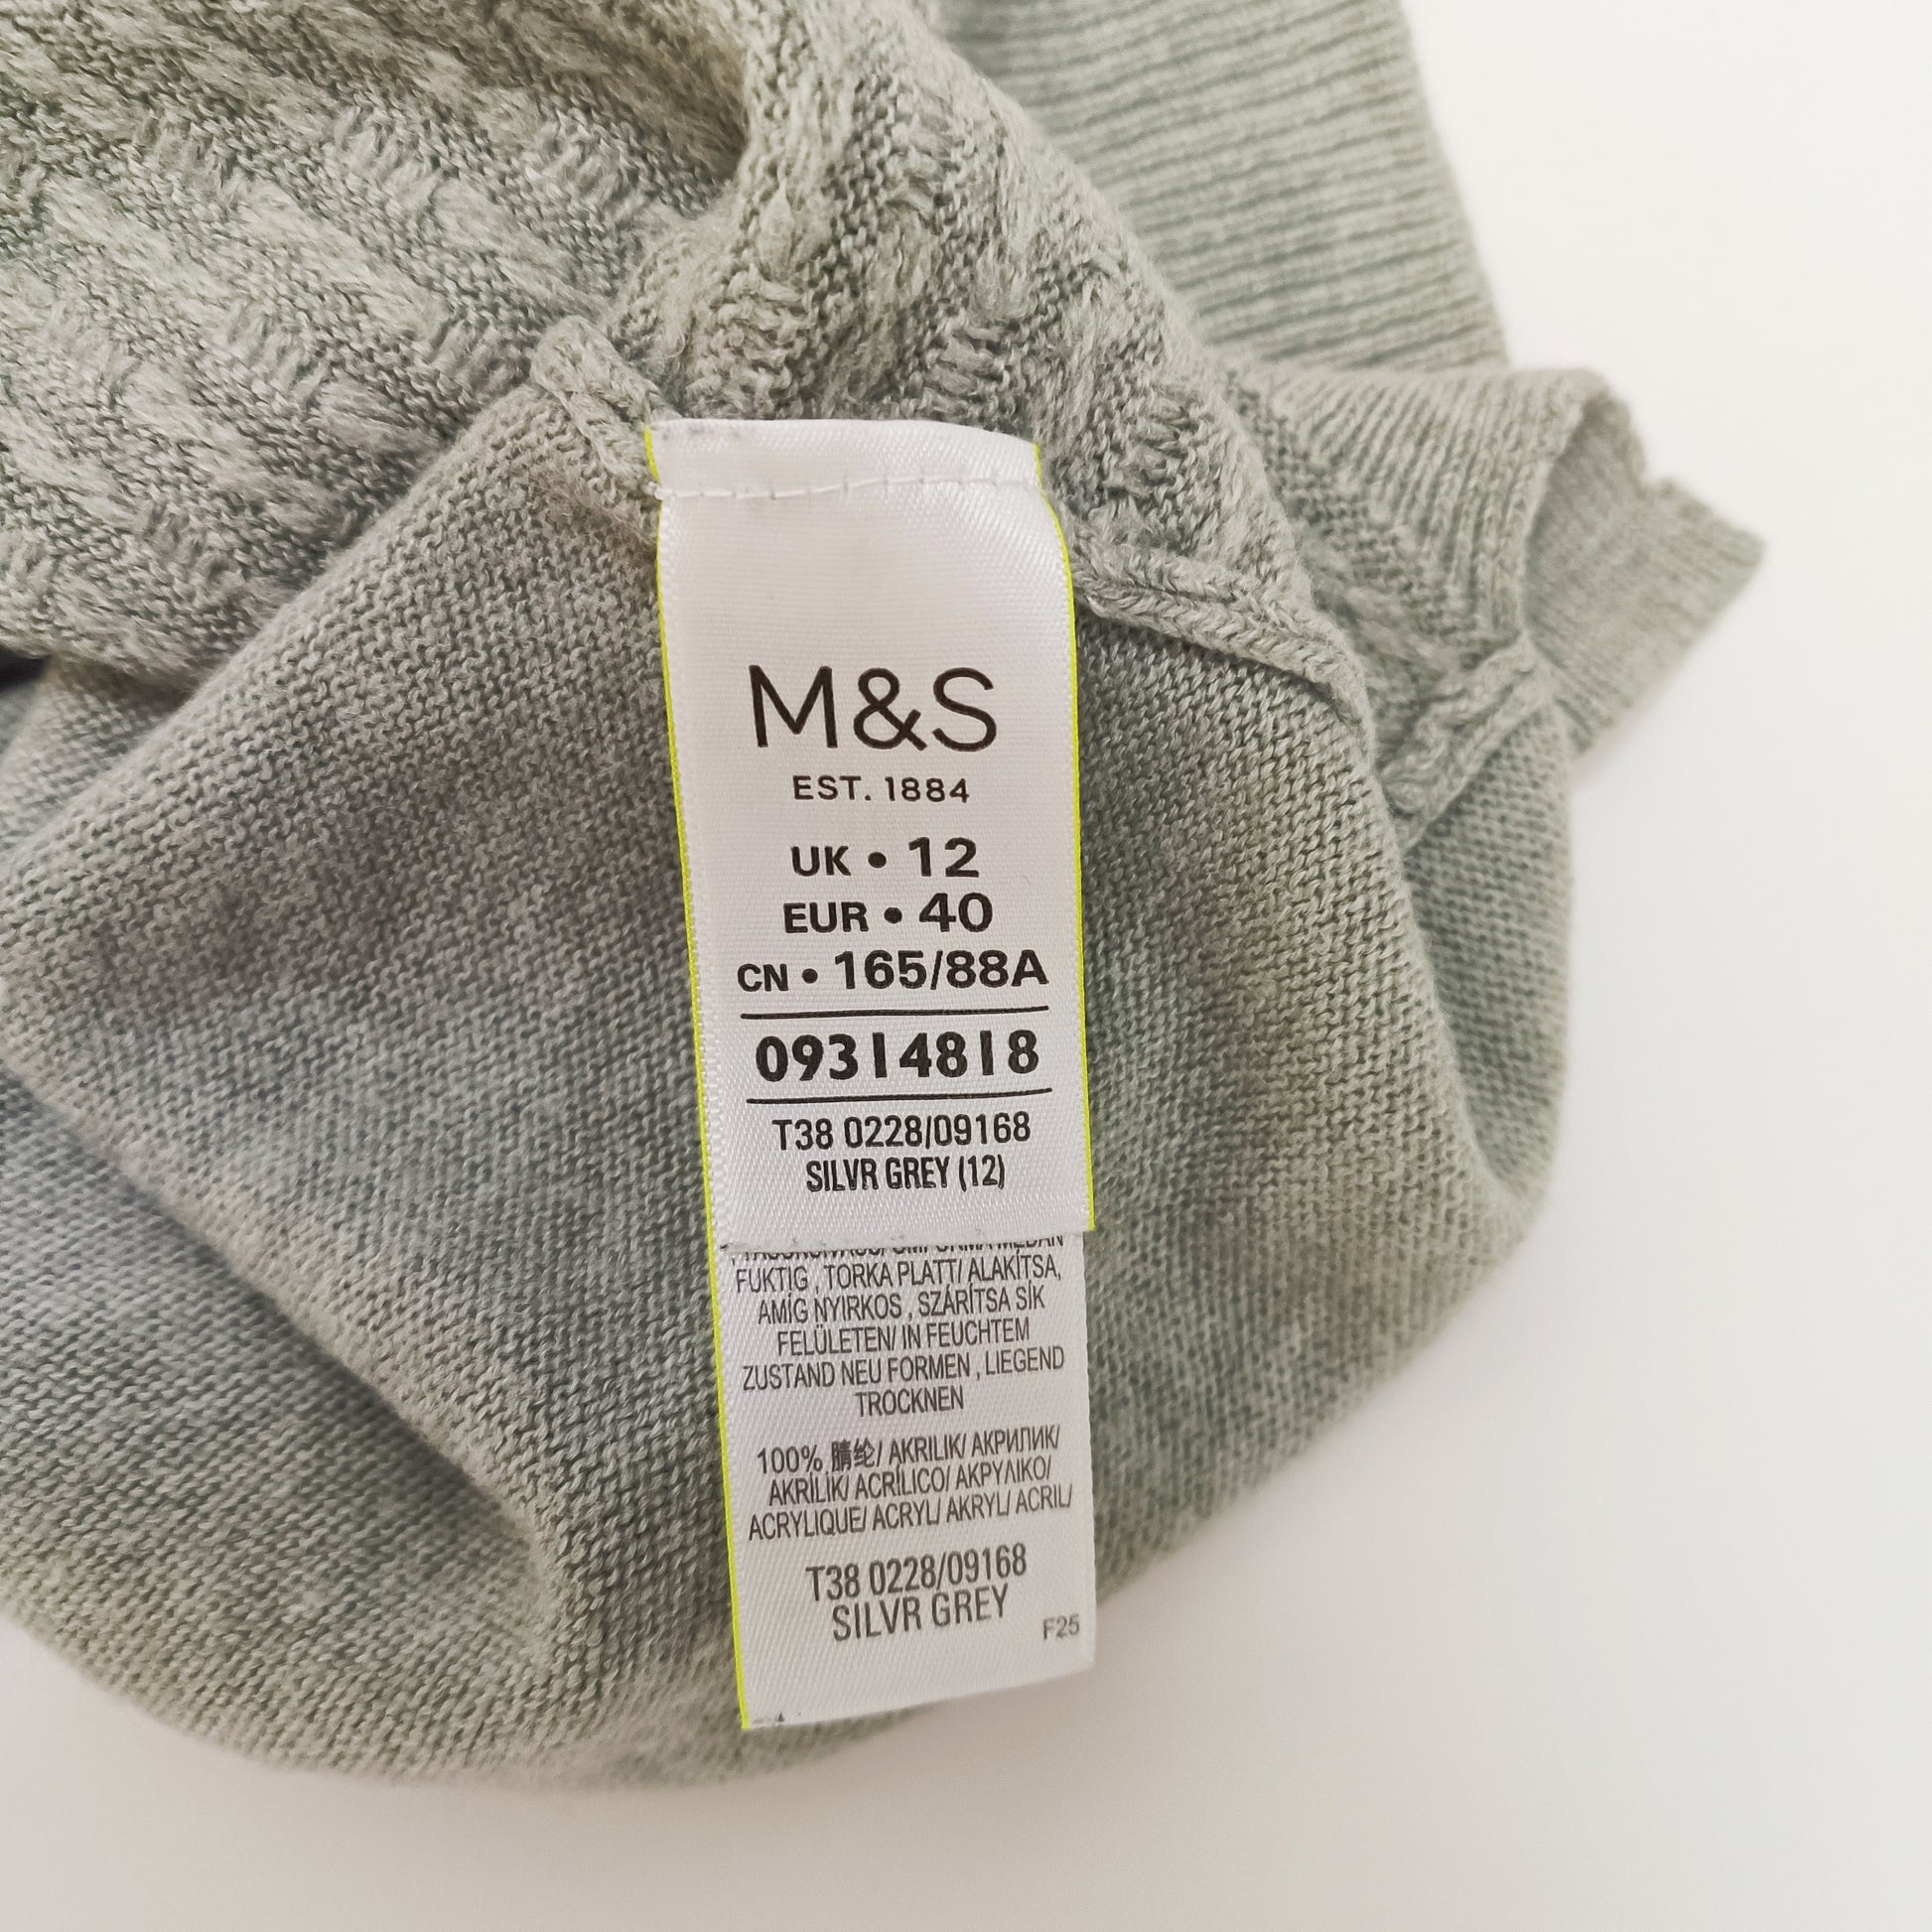 M&S
EST. 1884
UK • 12
EUR • 40
CN • 165/88A
09314818
T38 0228/09168
SILVR GREY (12)
MEDAN
FUKTIG , TORKA PLATT/ ALAKÍTSA,
AMÍG NYIRKOS , SZÁRÍTSA SÍK
FELÜLETEN/ IN FEUCHTEM
ZUSTAND NEU FORMEN , LIEGEND
TROCKNEN
100% 腈纶/ AKRILIK/ АКРИЛИК/
AKRİLİK/ ACRÍLICO/ ΑΚΡΥΛΙΚΟ/
ACRYLIQUE/ ACRYL/ AKRYL/ ACRIL/
T38 0228/09168
SILVR GREY
F25